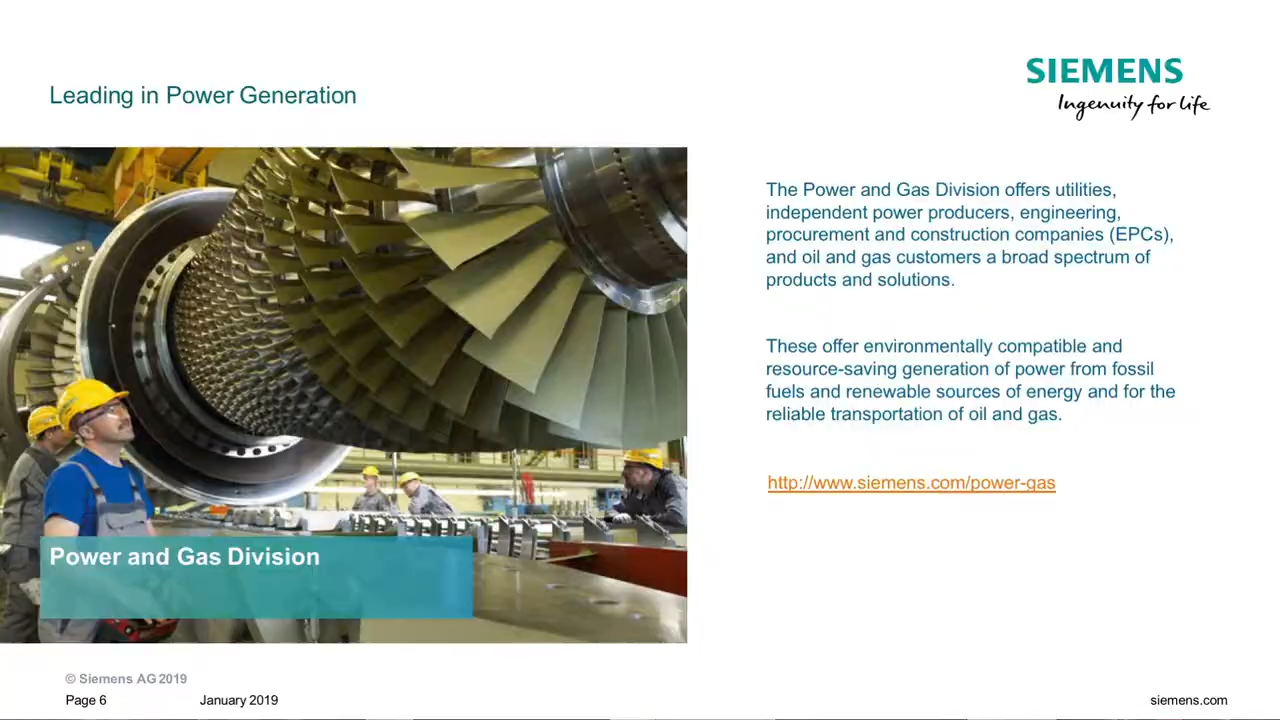 Leading in Power Generation
SIEMENS
Ingenuity for life
The Power and Gas Division offers utilities,
independent power producers, engineering,
procurement and construction companies (EPCs),
and oil and gas customers a broad spectrum of
products and solutions.
These offer environmentally compatible and
resource-saving generation of power from fossil
fuels and renewable sources of energy and for the
reliable transportation of oil and gas.
http://www.siemens.com/power-gas
Power and Gas Division
© Siemens AG 2019
Page 6 January 2019 siemens.com